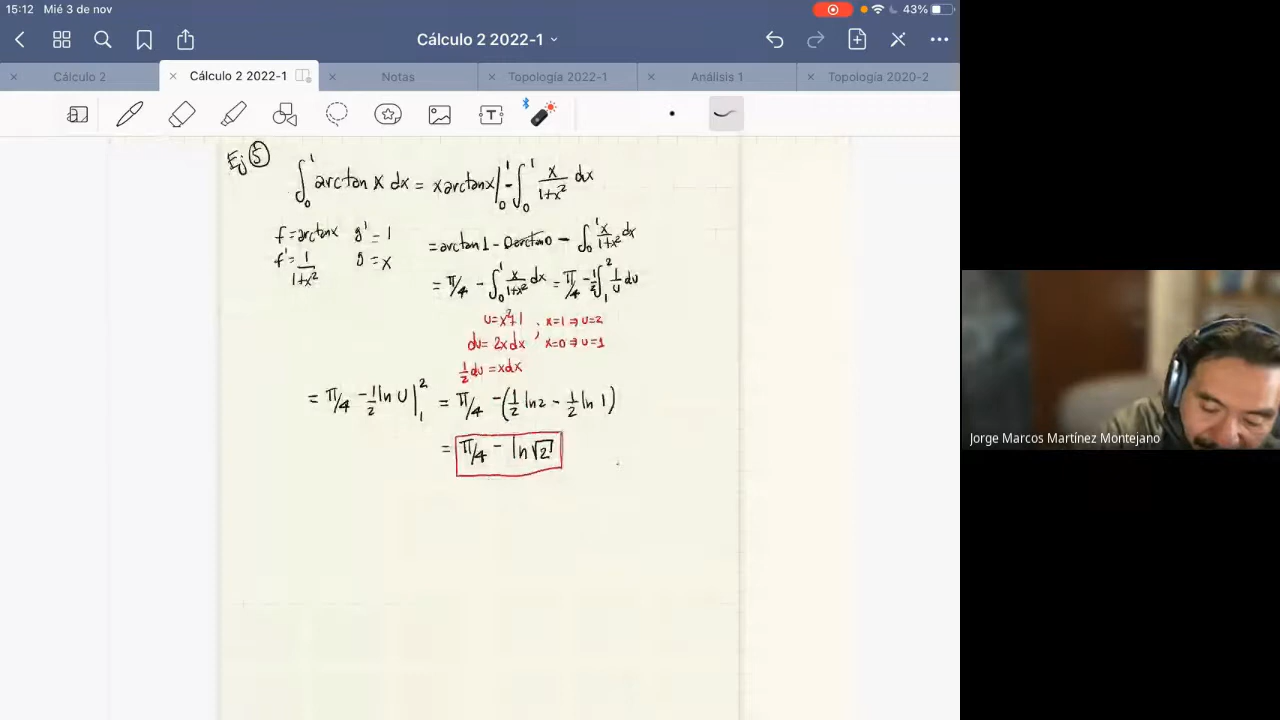 15:12 Mié 3 de nov 43%
Cálculo 2 2022-1
Cálculo 2 Cálculo 2 2022-1 Notas Topología 2022-1 Análisis 1 Topología 2020-2
Ej 5
∫₀¹ arctan x dx = x arctan x |₀¹ - ∫₀¹ x/(1+x²) dx
f = arctan x g' = 1
f' = 1/(1+x²) g = x
= arctan 1 - 0 arctan 0 - ∫₀¹ x/(1+x²) dx
= π/4 - ∫₀¹ x/(1+x²) dx = π/4 - 1/2 ∫₁² 1/u du
u = x²+1 , x=1 ⇒ u=2
du = 2x dx , x=0 ⇒ u=1
1/2 du = x dx
= π/4 - 1/2 ln u |₁² = π/4 - (1/2 ln 2 - 1/2 ln 1)
= π/4 - ln √2
Jorge Marcos Martínez Montejano